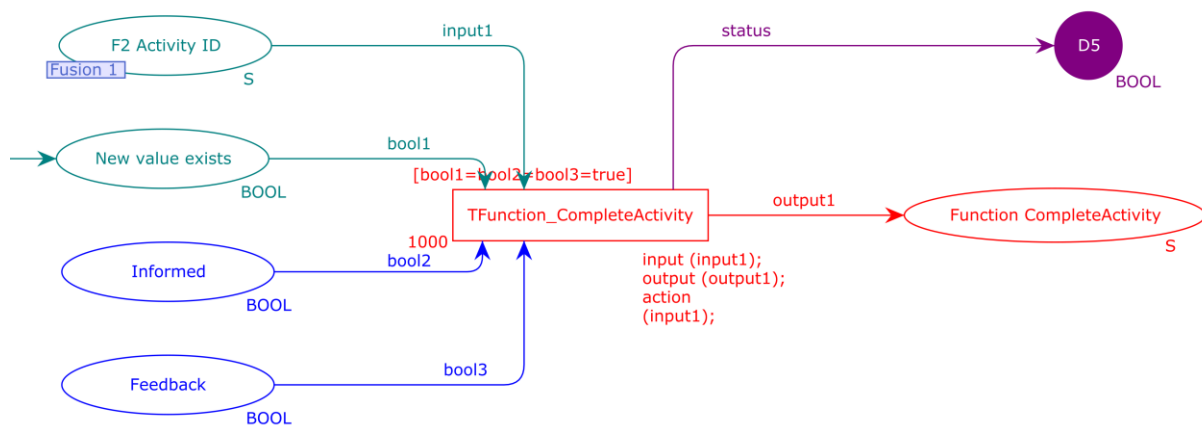 F2 Activity ID
Fusion 1
S
input1
status
D5
BOOL
New value exists
BOOL
bool1
[bool1=bool2=bool3=true]
TFunction_CompleteActivity
1000
output1
Function CompleteActivity
S
input (input1);
output (output1);
action
(input1);
Informed
BOOL
bool2
Feedback
BOOL
bool3